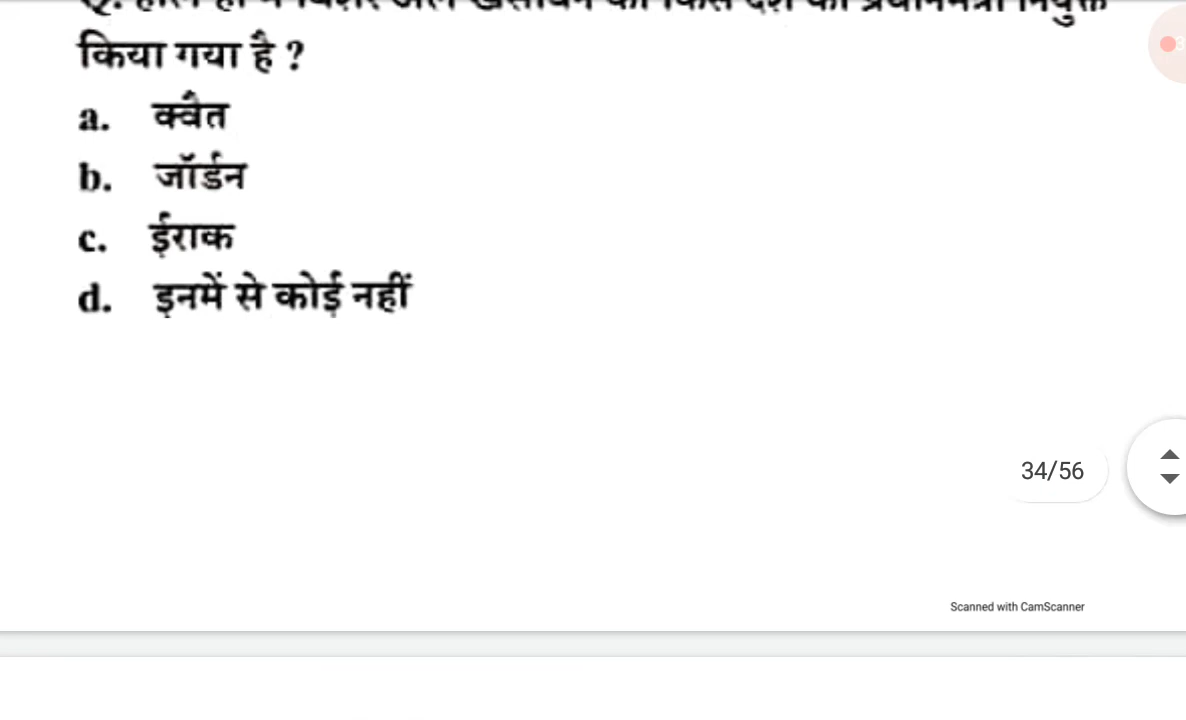 किया गया है ?
a. क्वैत
b. जॉर्डन
c. ईराक
d. इनमें से कोई नहीं
34/56
Scanned with CamScanner